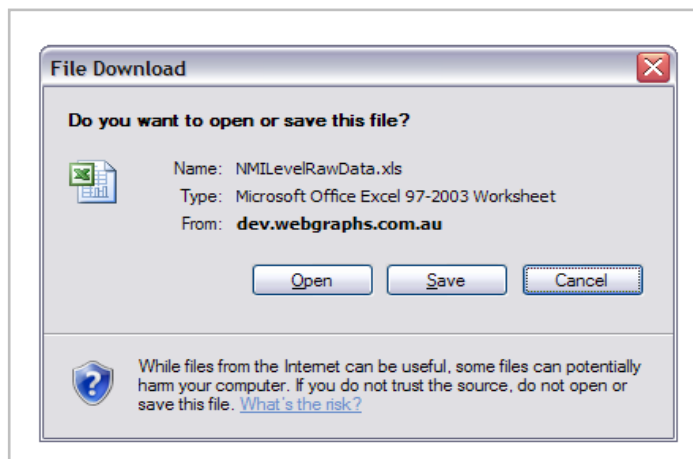 File Download
Do you want to open or save this file?
Name: NMILevelRawData.xls
Type: Microsoft Office Excel 97-2003 Worksheet
From: dev.webgraphs.com.au
Open Save Cancel
While files from the Internet can be useful, some files can potentially
harm your computer. If you do not trust the source, do not open or
save this file. What's the risk?